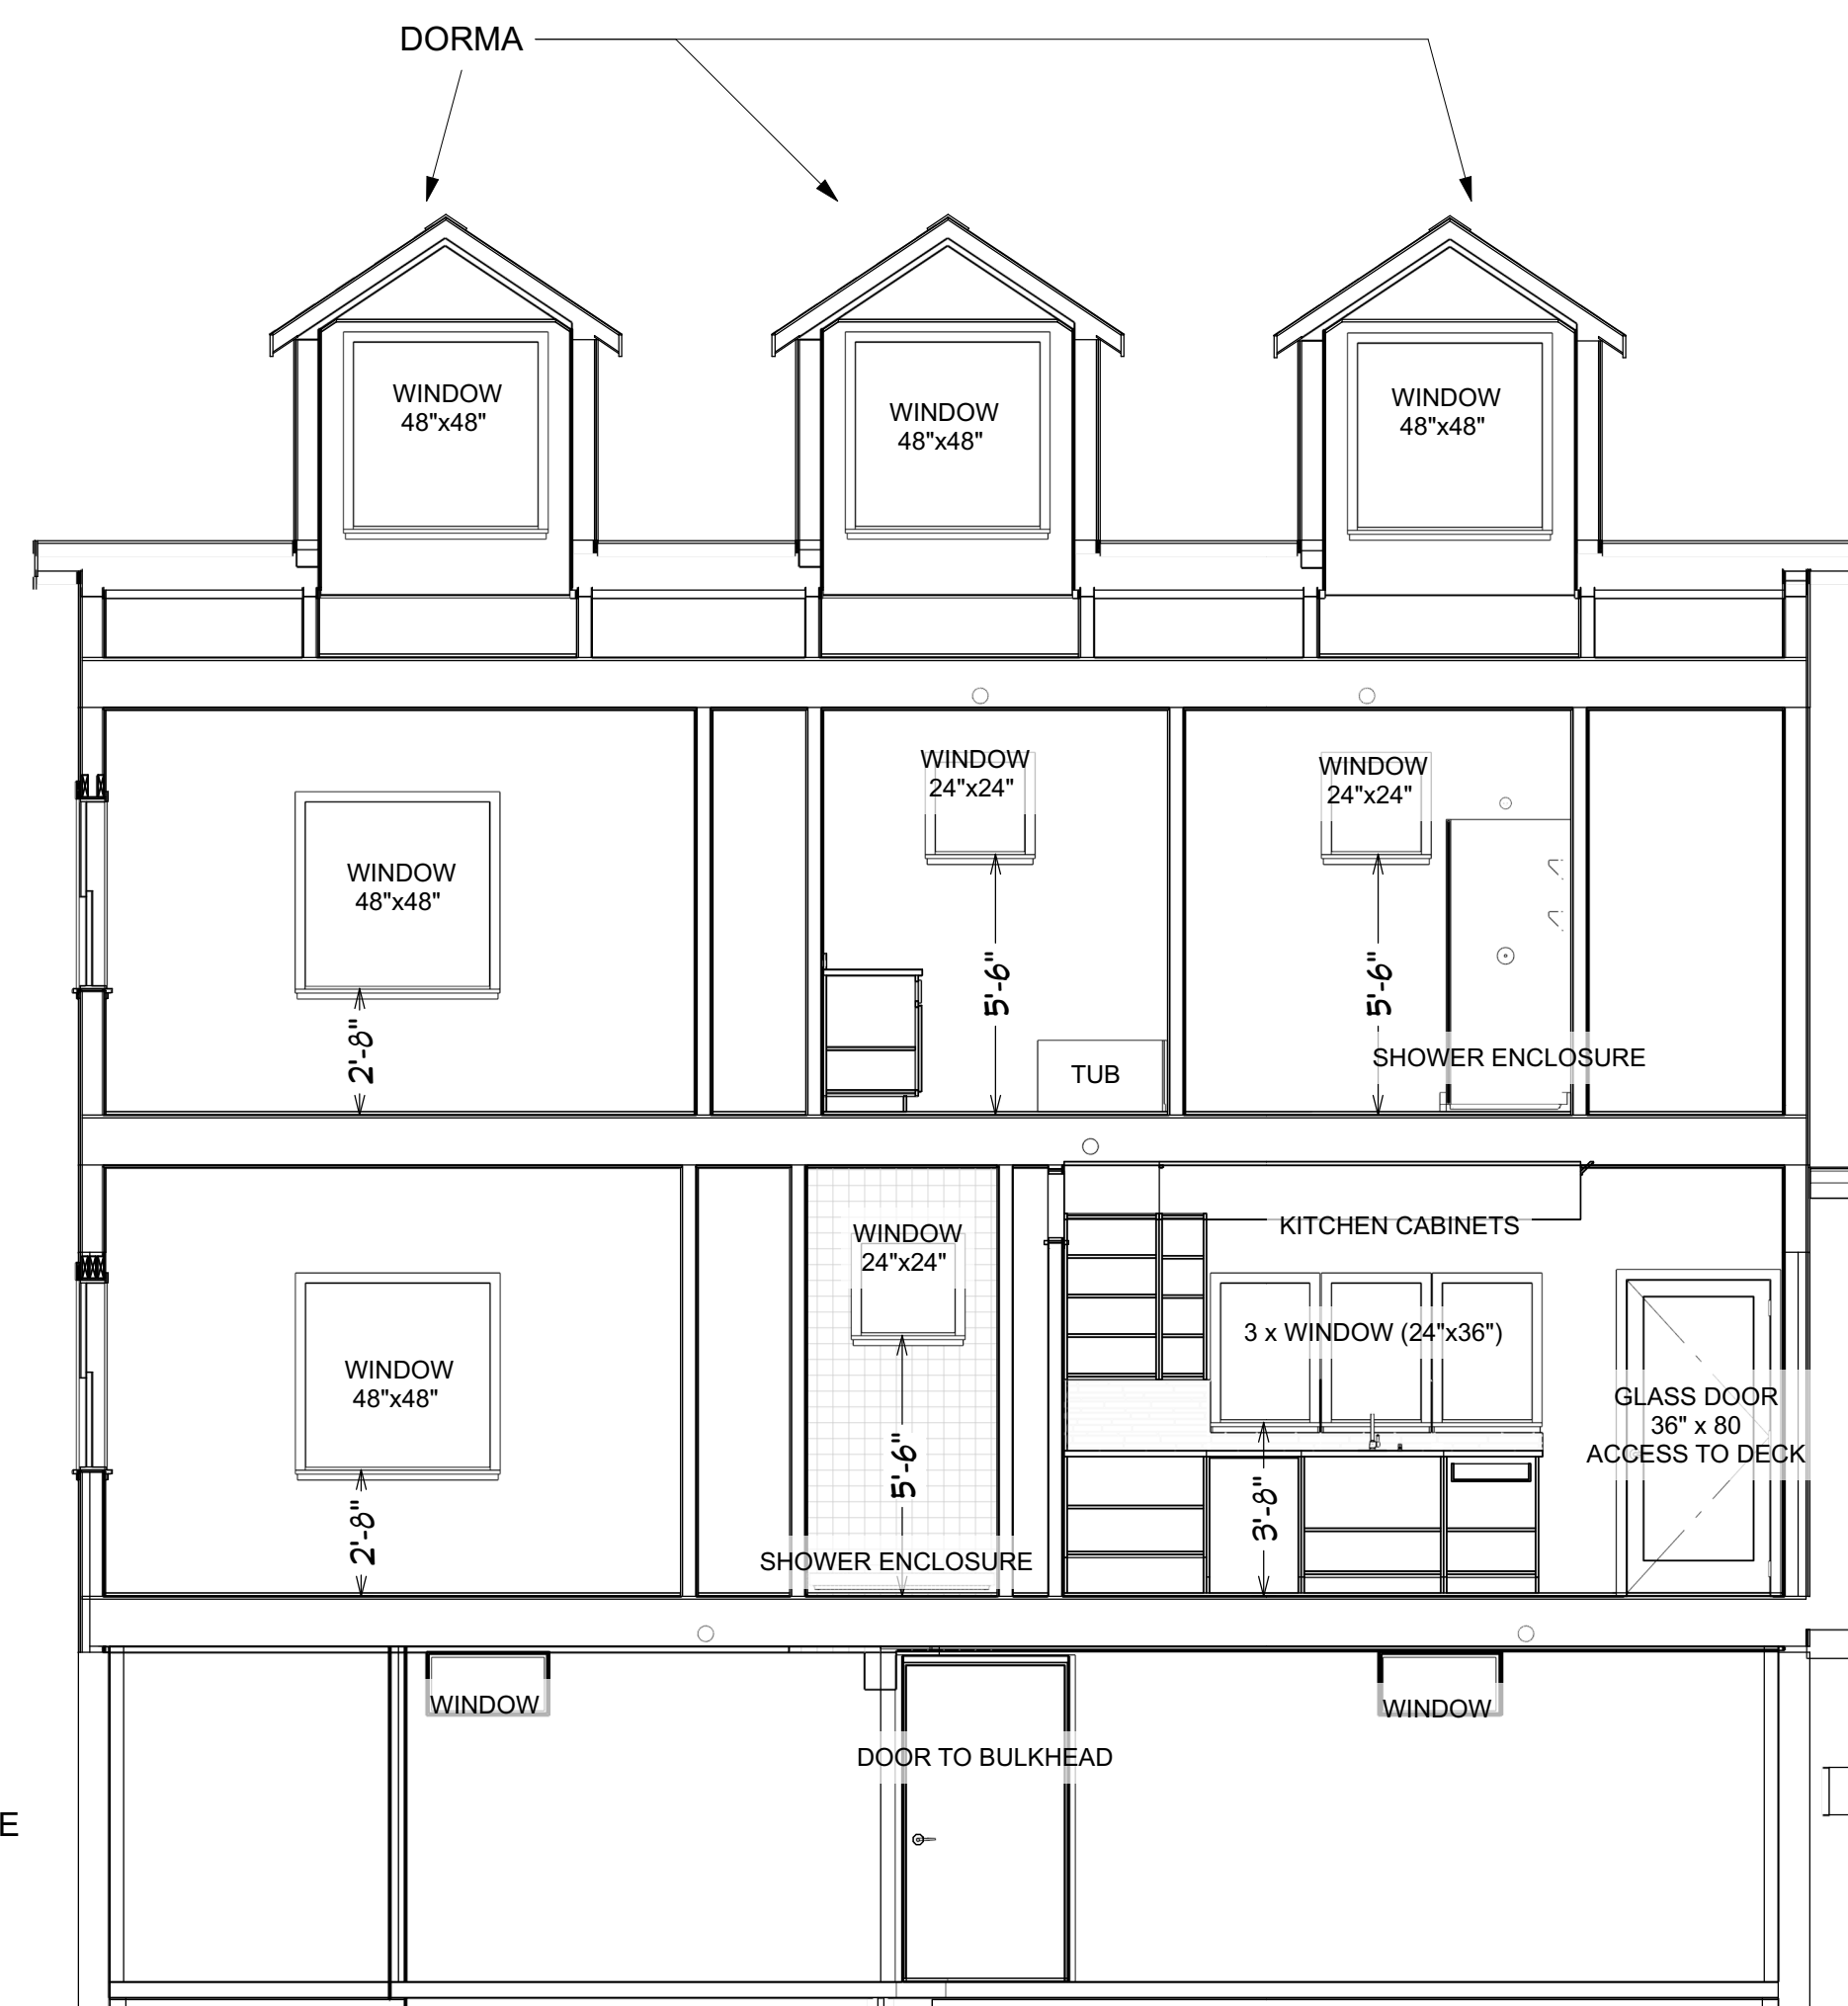 DORMA
WINDOW
48"x48"
WINDOW
48"x48"
WINDOW
48"x48"
WINDOW
24"x24"
WINDOW
24"x24"
WINDOW
48"x48"
5'-6"
5'-6"
2'-8"
SHOWER ENCLOSURE
TUB
WINDOW
24"x24"
KITCHEN CABINETS
3 x WINDOW (24"x36")
WINDOW
48"x48"
GLASS DOOR
36" x 80
ACCESS TO DECK
5'-6"
3'-8"
2'-8"
SHOWER ENCLOSURE
WINDOW
WINDOW
DOOR TO BULKHEAD
E